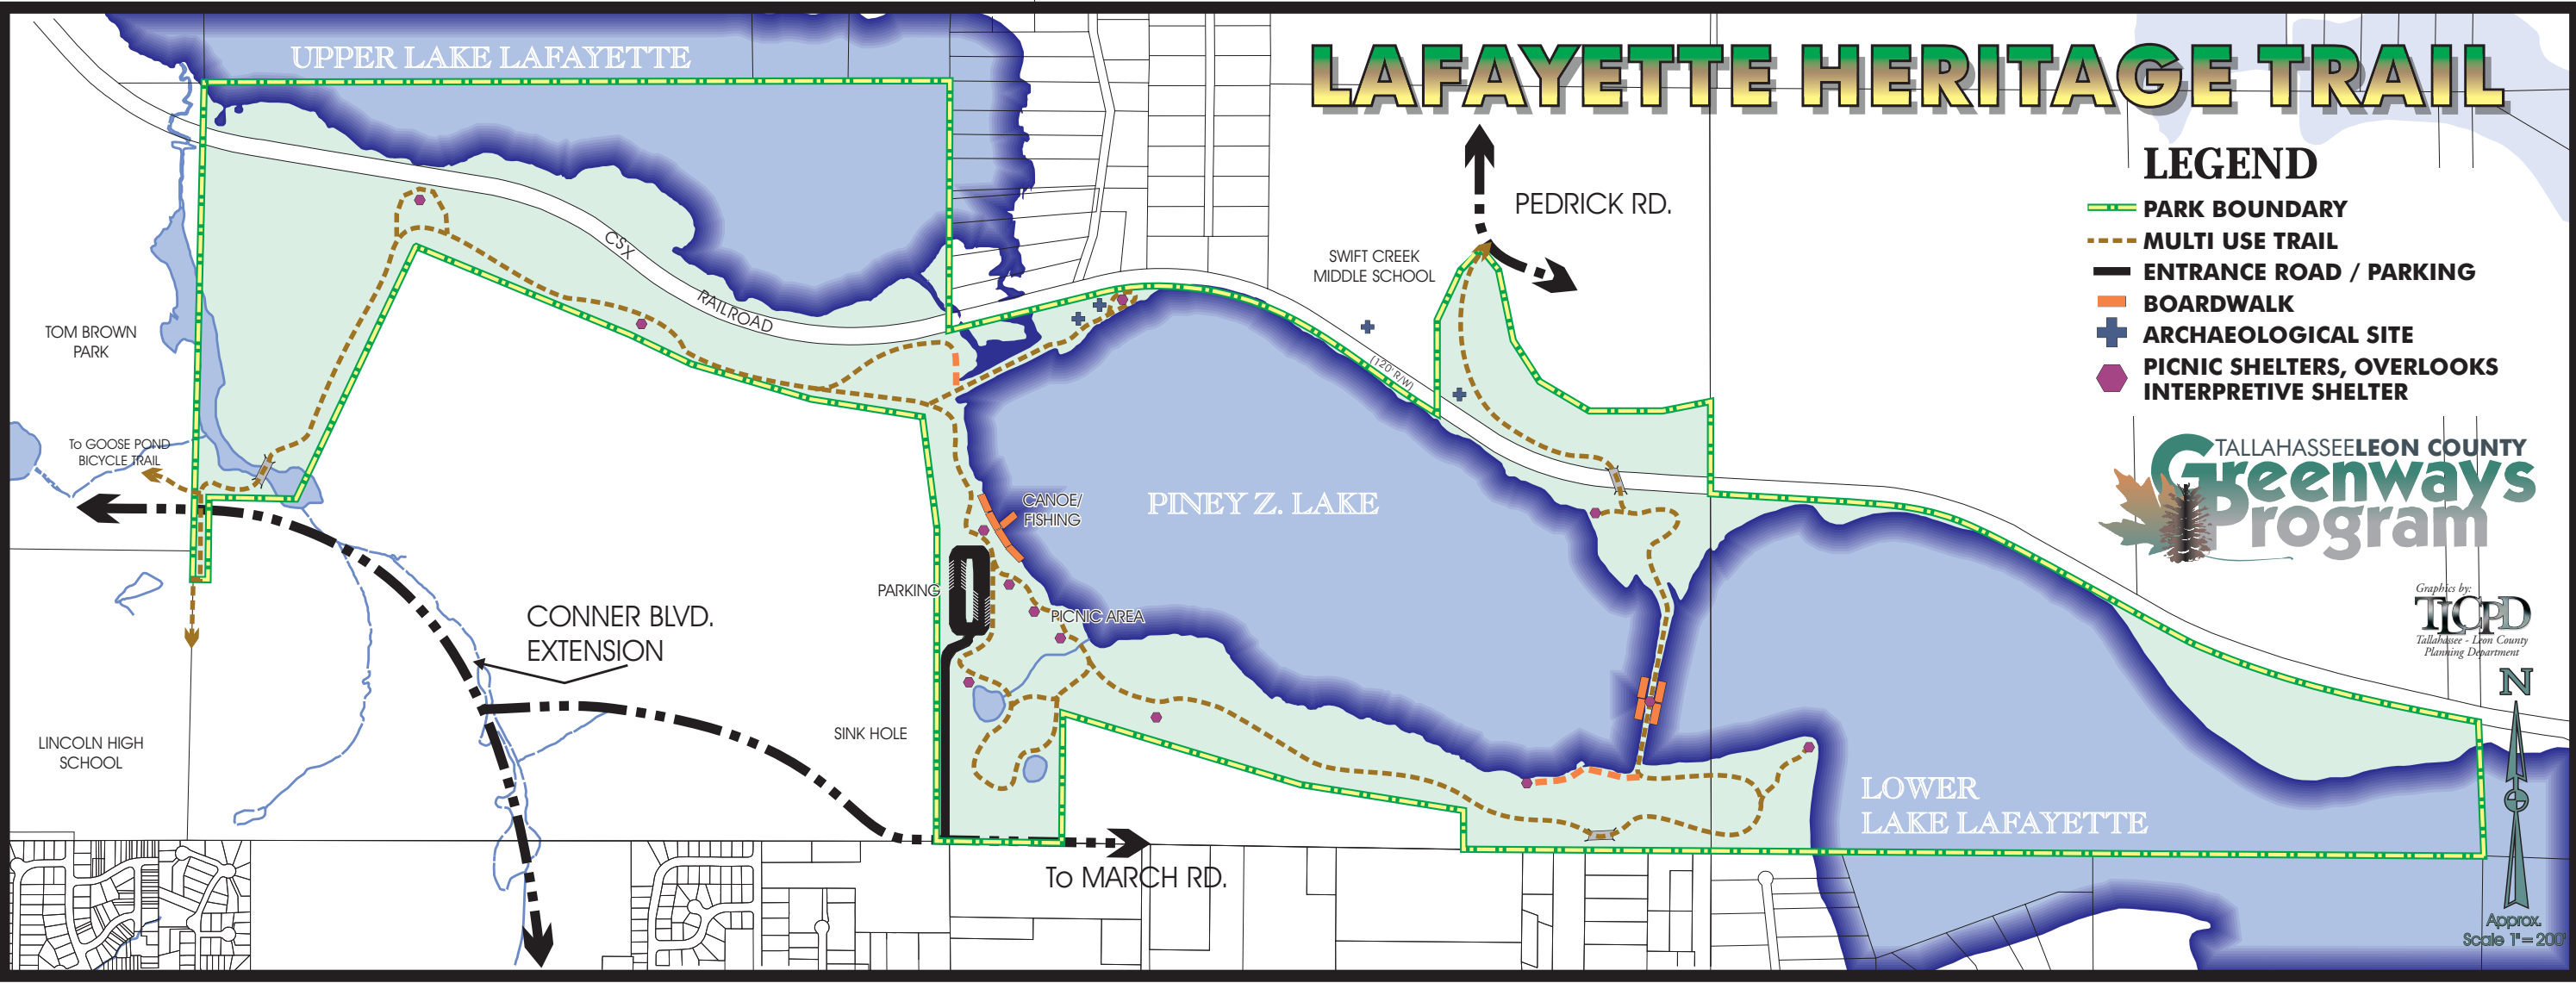 UPPER LAKE LAFAYETTE
LAFAYETTE HERITAGE TRAIL
LEGEND
PARK BOUNDARY
MULTI USE TRAIL
ENTRANCE ROAD / PARKING
BOARDWALK
ARCHAEOLOGICAL SITE
PICNIC SHELTERS, OVERLOOKS
INTERPRETIVE SHELTER
PEDRICK RD.
SWIFT CREEK
MIDDLE SCHOOL
CSX
RAILROAD
(120' R/W)
TOM BROWN
PARK
To GOOSE POND
BICYCLE TRAIL
TALLAHASSEELEON COUNTY
Greenways
Program
CANOE/
FISHING
PINEY Z. LAKE
PARKING
PICNIC AREA
CONNER BLVD.
EXTENSION
Graphics by:
TLCPD
Tallahassee - Leon County
Planning Department
N
LINCOLN HIGH
SCHOOL
SINK HOLE
LOWER
LAKE LAFAYETTE
To MARCH RD.
Approx.
Scale 1"=200'